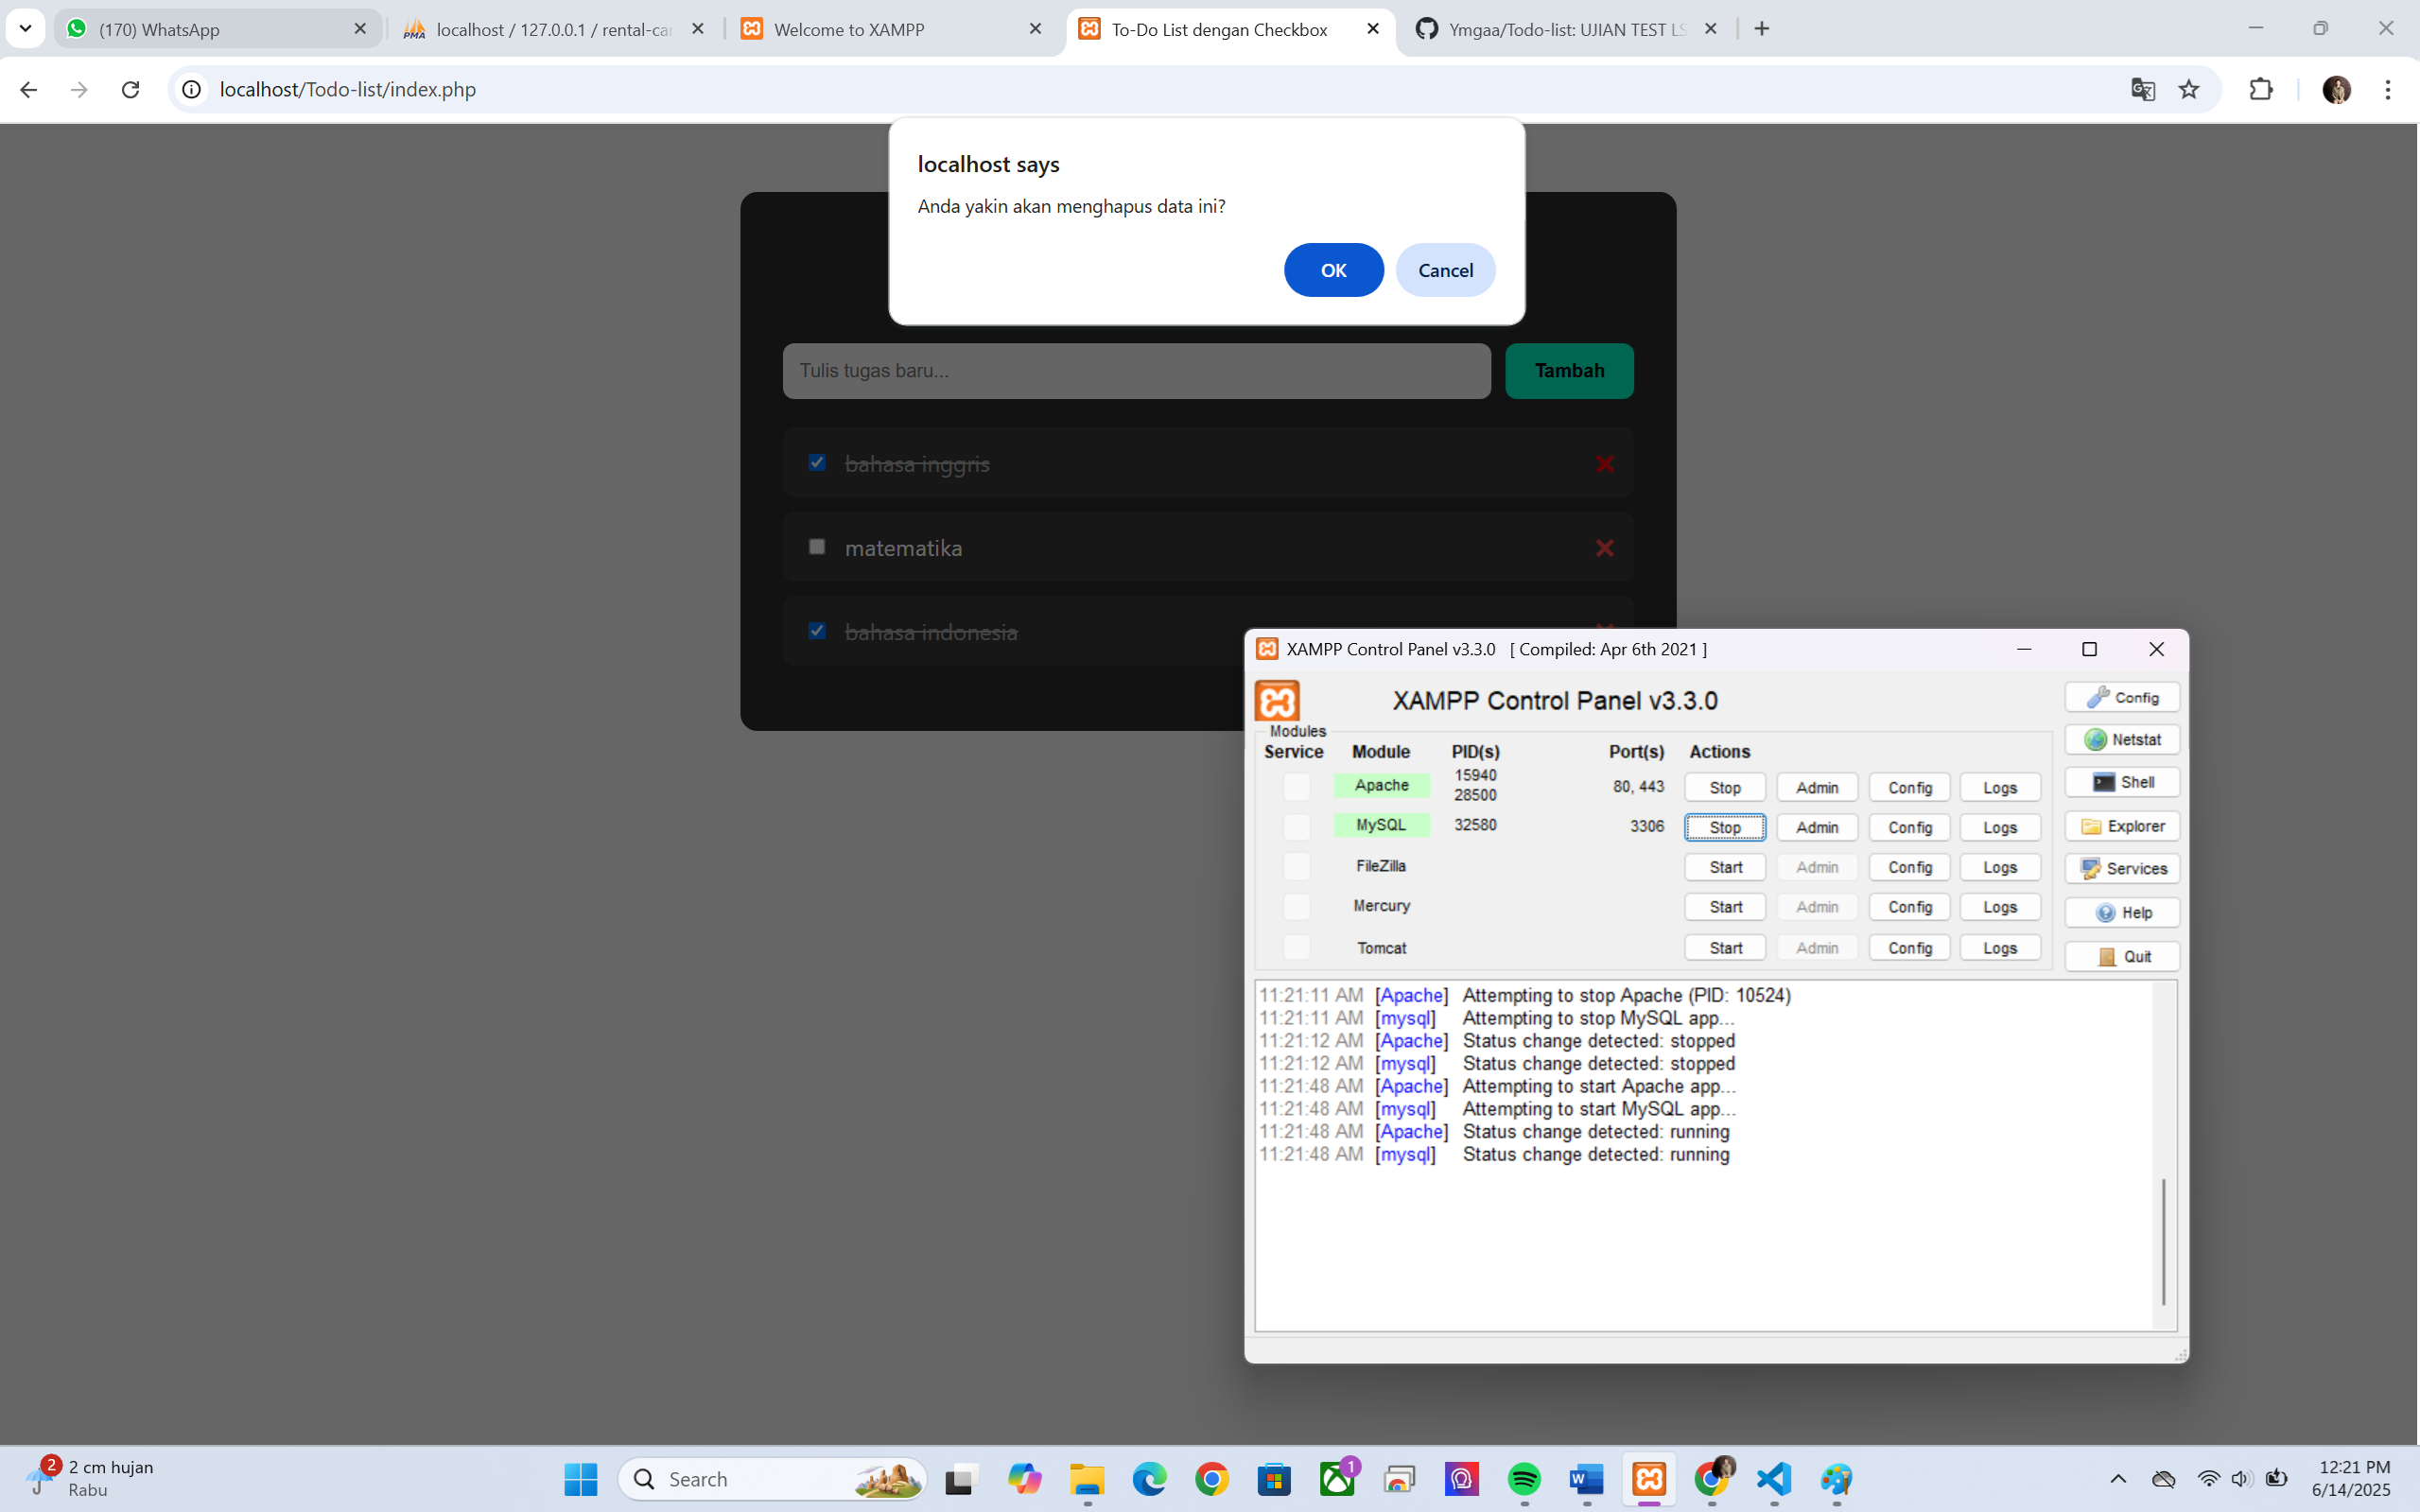 (170) WhatsApp
localhost / 127.0.0.1 / rental-car
Welcome to XAMPP
To-Do List dengan Checkbox
Ymgaa/Todo-list: UJIAN TEST LS
localhost/Todo-list/index.php
localhost says
Anda yakin akan menghapus data ini?
OK
Cancel
Tulis tugas baru...
Tambah
bahasa inggris
matematika
bahasa indonesia
XAMPP Control Panel v3.3.0 [ Compiled: Apr 6th 2021 ]
XAMPP Control Panel v3.3.0
Config
Modules
Netstat
Service Module PID(s) Port(s) Actions
Shell
Apache 15940 28500 80, 443 Stop Admin Config Logs
MySQL 32580 3306 Stop Admin Config Logs
Explorer
FileZilla Start Admin Config Logs
Services
Mercury Start Admin Config Logs
Help
Tomcat Start Admin Config Logs
Quit
11:21:11 AM [Apache] Attempting to stop Apache (PID: 10524)
11:21:11 AM [mysql] Attempting to stop MySQL app...
11:21:12 AM [Apache] Status change detected: stopped
11:21:12 AM [mysql] Status change detected: stopped
11:21:48 AM [Apache] Attempting to start Apache app...
11:21:48 AM [mysql] Attempting to start MySQL app...
11:21:48 AM [Apache] Status change detected: running
11:21:48 AM [mysql] Status change detected: running
2
2 cm hujan
Rabu
Search
1
12:21 PM
6/14/2025